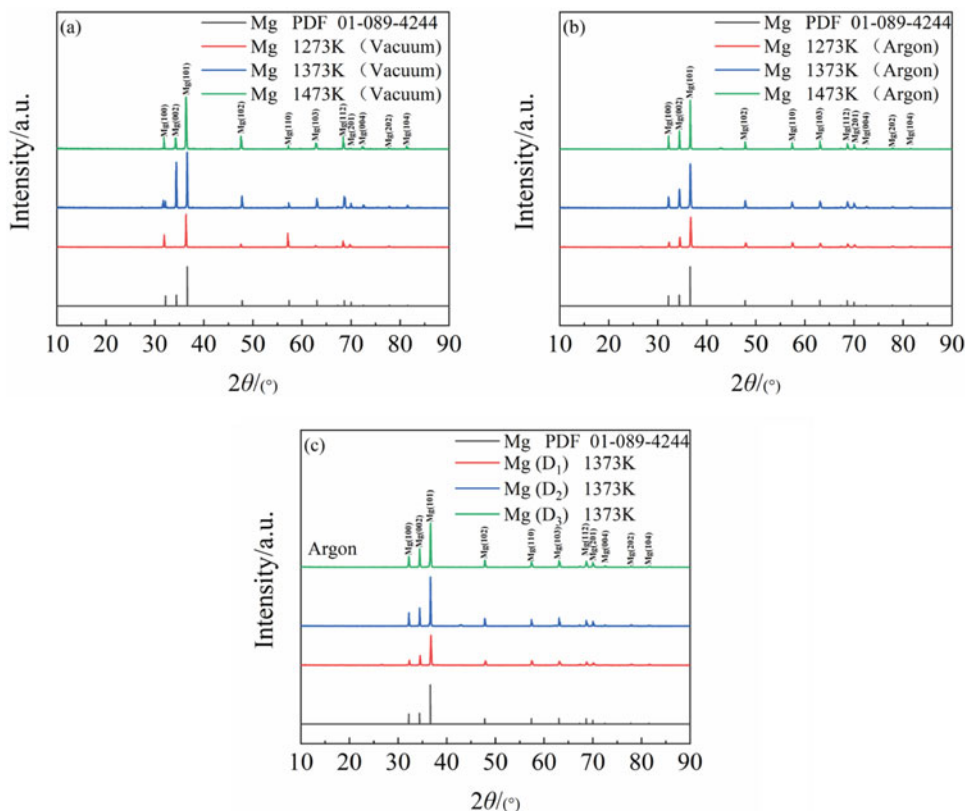 (a)
Mg PDF 01-089-4244
Mg 1273K （Vacuum)
Mg 1373K （Vacuum)
Mg 1473K （Vacuum)
Mg(100)
Mg(002)
Mg(101)
Mg(102)
Mg(110)
Mg(103)
Mg(112)
Mg(201)
Mg(004)
Mg(202)
Mg(104)
Intensity/a.u.
10 20 30 40 50 60 70 80 90
2θ/(°)
(b)
Mg PDF 01-089-4244
Mg 1273K （Argon)
Mg 1373K （Argon)
Mg 1473K （Argon)
Mg(100)
Mg(002)
Mg(101)
Mg(102)
Mg(110)
Mg(103)
Mg(112)
Mg(201)
Mg(004)
Mg(202)
Mg(104)
Intensity/a.u.
10 20 30 40 50 60 70 80 90
2θ/(°)
(c)
Mg PDF 01-089-4244
Mg (D1) 1373K
Mg (D2) 1373K
Mg (D3) 1373K
Argon
Mg(100)
Mg(002)
Mg(101)
Mg(102)
Mg(110)
Mg(103)
Mg(112)
Mg(201)
Mg(004)
Mg(202)
Mg(104)
Intensity/a.u.
10 20 30 40 50 60 70 80 90
2θ/(°)